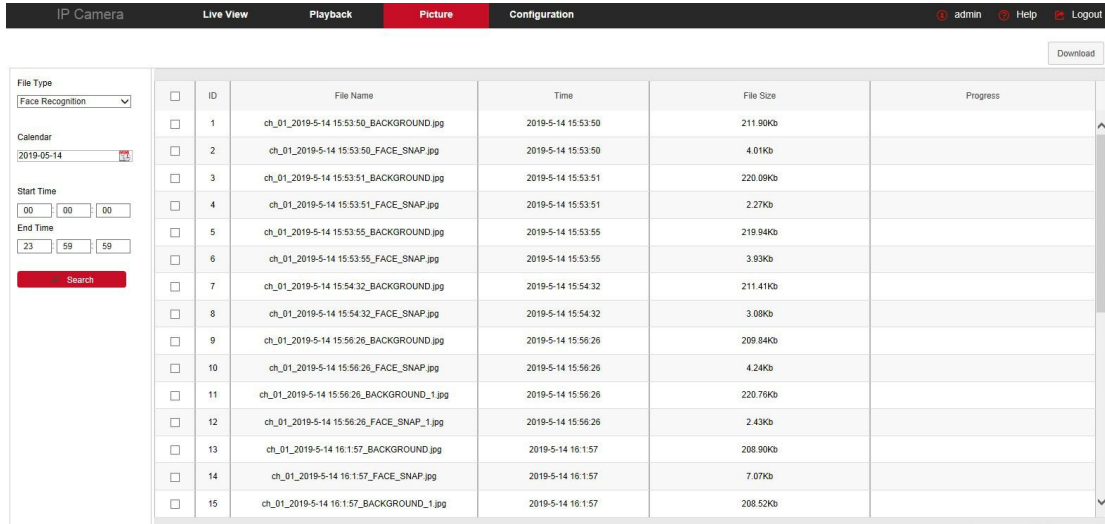 IP Camera Live View Playback Picture Configuration admin Help Logout
Download
File Type
Face Recognition
Calendar
2019-05-14
Start Time
00 : 00 : 00
End Time
23 : 59 : 59
Search
ID File Name Time File Size Progress
1 ch_01_2019-5-14 15:53:50_BACKGROUND.jpg 2019-5-14 15:53:50 211.90Kb
2 ch_01_2019-5-14 15:53:50_FACE_SNAP.jpg 2019-5-14 15:53:50 4.01Kb
3 ch_01_2019-5-14 15:53:51_BACKGROUND.jpg 2019-5-14 15:53:51 220.09Kb
4 ch_01_2019-5-14 15:53:51_FACE_SNAP.jpg 2019-5-14 15:53:51 2.27Kb
5 ch_01_2019-5-14 15:53:55_BACKGROUND.jpg 2019-5-14 15:53:55 219.94Kb
6 ch_01_2019-5-14 15:53:55_FACE_SNAP.jpg 2019-5-14 15:53:55 3.93Kb
7 ch_01_2019-5-14 15:54:32_BACKGROUND.jpg 2019-5-14 15:54:32 211.41Kb
8 ch_01_2019-5-14 15:54:32_FACE_SNAP.jpg 2019-5-14 15:54:32 3.08Kb
9 ch_01_2019-5-14 15:56:26_BACKGROUND.jpg 2019-5-14 15:56:26 209.84Kb
10 ch_01_2019-5-14 15:56:26_FACE_SNAP.jpg 2019-5-14 15:56:26 4.24Kb
11 ch_01_2019-5-14 15:56:26_BACKGROUND_1.jpg 2019-5-14 15:56:26 220.76Kb
12 ch_01_2019-5-14 15:56:26_FACE_SNAP_1.jpg 2019-5-14 15:56:26 2.43Kb
13 ch_01_2019-5-14 16:1:57_BACKGROUND.jpg 2019-5-14 16:1:57 208.90Kb
14 ch_01_2019-5-14 16:1:57_FACE_SNAP.jpg 2019-5-14 16:1:57 7.07Kb
15 ch_01_2019-5-14 16:1:57_BACKGROUND_1.jpg 2019-5-14 16:1:57 208.52Kb